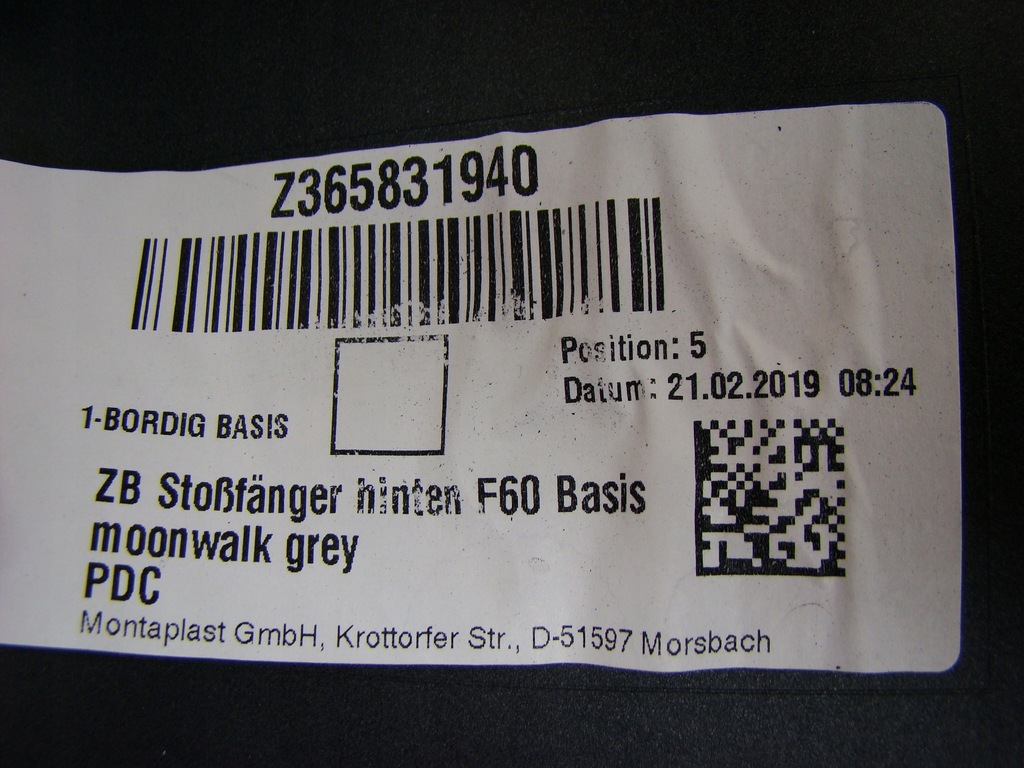 Z365831940
Position: 5
Datum: 21.02.2019 08:24
1-BORDIG BASIS
ZB Stoßfänger hinten F60 Basis
moonwalk grey
PDC
Montaplast GmbH, Krottorfer Str., D-51597 Morsbach